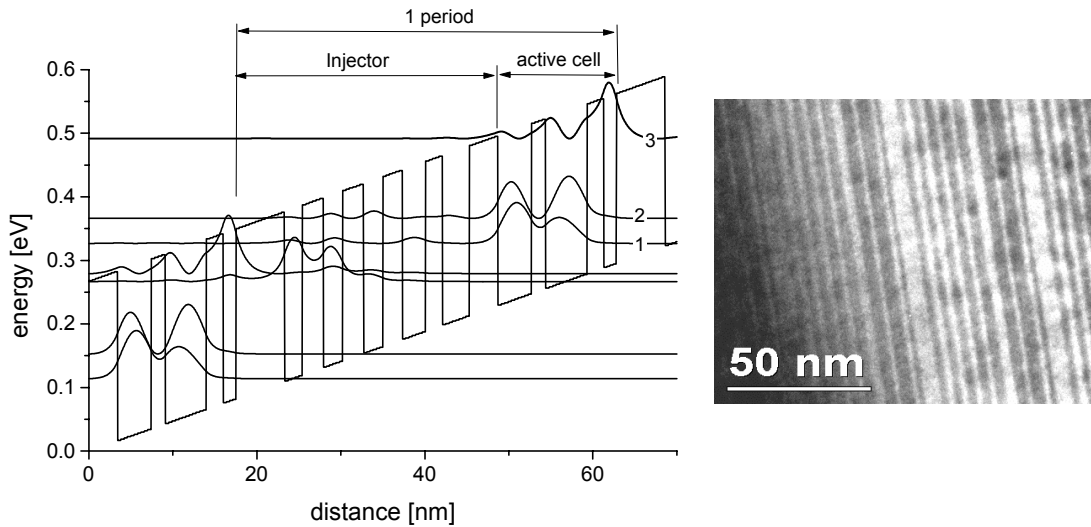 1 period
Injector
active cell
0.6
0.5
0.4
0.3
0.2
0.1
0.0
energy [eV]
3
2
1
0
20
40
60
distance [nm]
50 nm